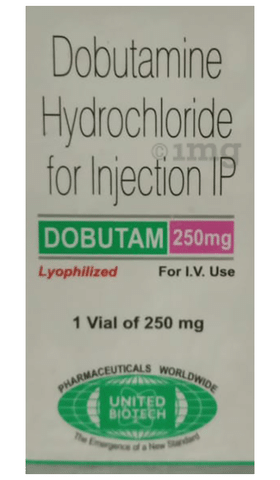 Dobutamine
Hydrochloride
© 1mg
for Injection IP
DOBUTAM 250mg
Lyophilized For I.V. Use
1 Vial of 250 mg
PHARMACEUTICALS WORLDWIDE
UNITED
BIOTECH
The Emergence of a New Standard